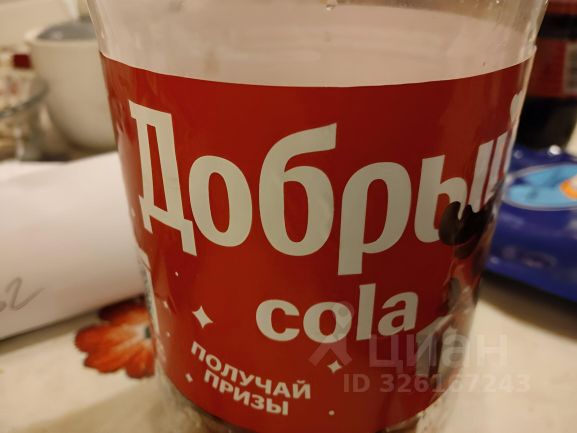 Добрый
cola
ПОЛУЧАЙ
ПРИЗЫ
циан
ID 326167243